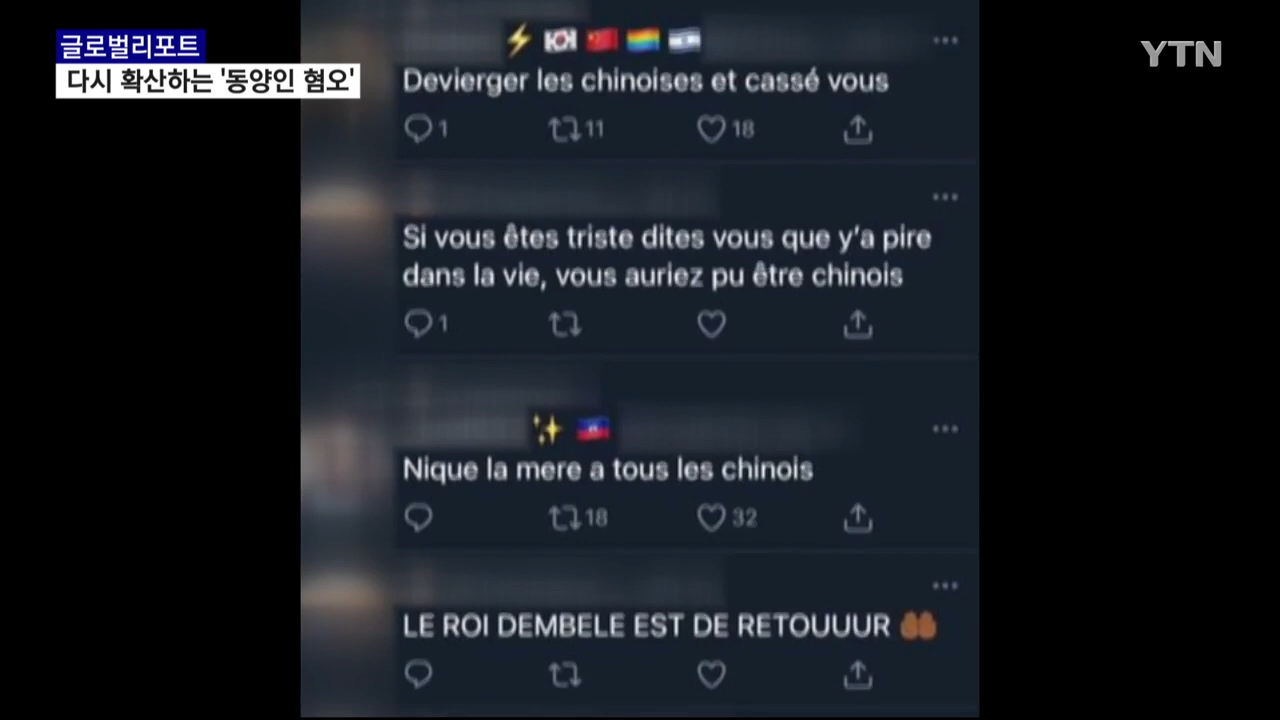 글로벌리포트
다시 확산하는 '동양인 혐오'
YTN
Devierger les chinoises et cassé vous
1 11 18
Si vous êtes triste dites vous que y'a pire
dans la vie, vous auriez pu être chinois
1
Nique la mere a tous les chinois
18 32
LE ROI DEMBELE EST DE RETOUUUR